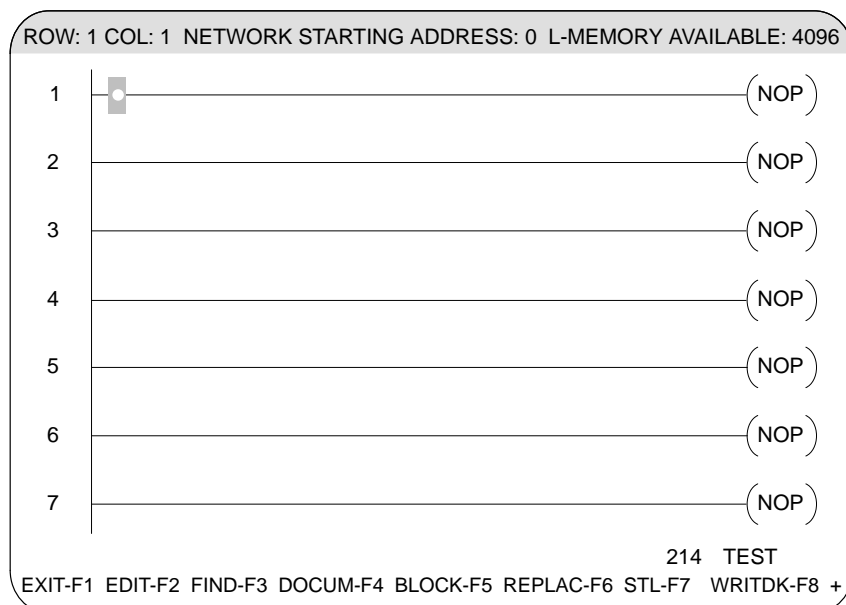 ROW: 1 COL: 1 NETWORK STARTING ADDRESS: 0 L-MEMORY AVAILABLE: 4096
1 (NOP)
2 (NOP)
3 (NOP)
4 (NOP)
5 (NOP)
6 (NOP)
7 (NOP)
214 TEST
EXIT-F1 EDIT-F2 FIND-F3 DOCUM-F4 BLOCK-F5 REPLAC-F6 STL-F7 WRITDK-F8 +